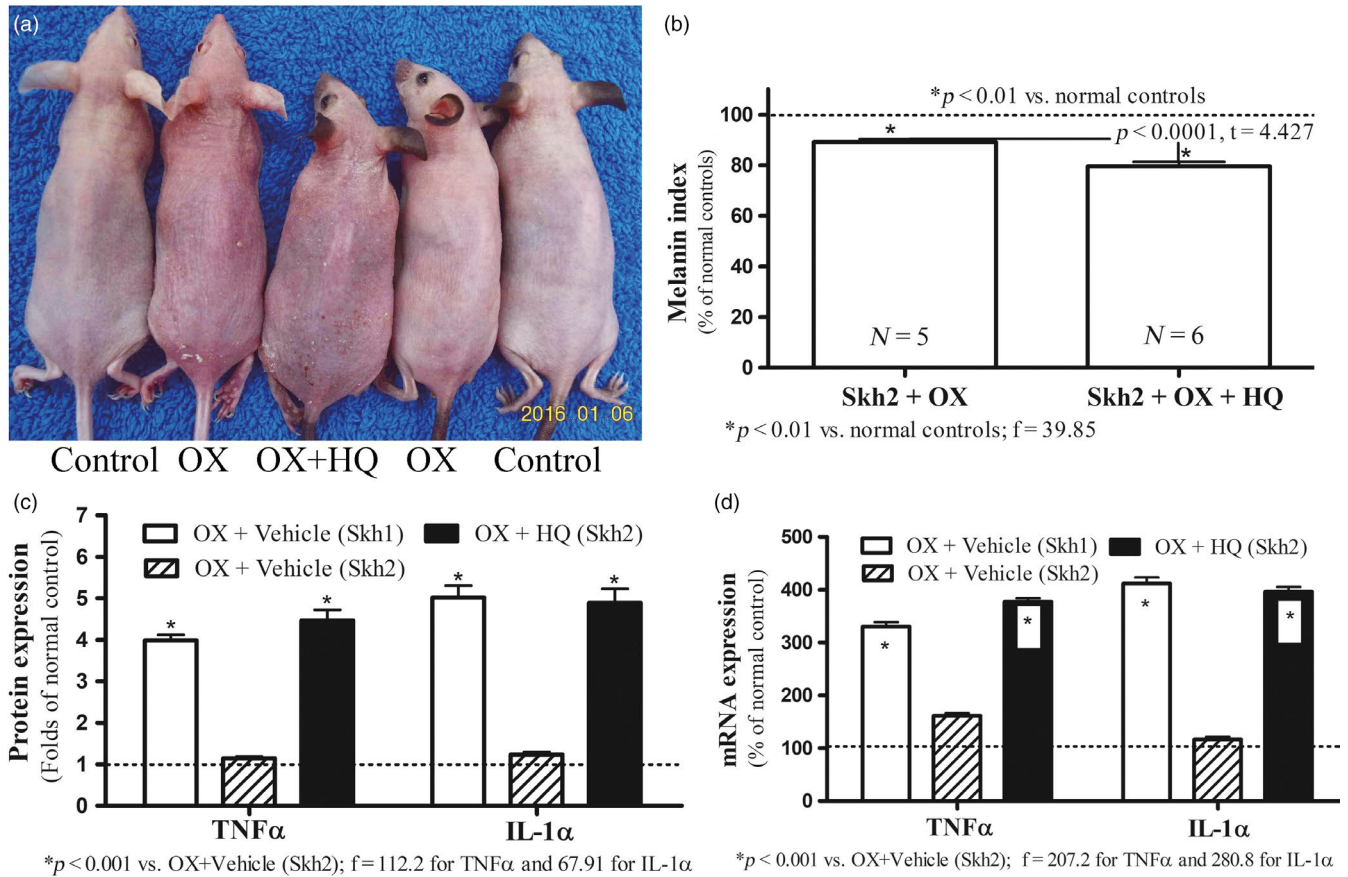 (a)
2016 01 06
Control OX OX+HQ OX Control
(b)
Melanin index
(% of normal controls)
100
80
60
40
20
0
*p < 0.01 vs. normal controls
p < 0.0001, t = 4.427
*
*
N = 5
N = 6
Skh2 + OX
Skh2 + OX + HQ
*p < 0.01 vs. normal controls; f = 39.85
(c)
Protein expression
(Folds of normal control)
7
6
5
4
3
2
1
0
OX + Vehicle (Skh1)
OX + HQ (Skh2)
OX + Vehicle (Skh2)
*
*
*
*
TNFα
IL-1α
*p < 0.001 vs. OX+Vehicle (Skh2); f = 112.2 for TNFα and 67.91 for IL-1α
(d)
mRNA expression
(% of normal control)
500
400
300
200
100
0
OX + Vehicle (Skh1)
OX + HQ (Skh2)
OX + Vehicle (Skh2)
*
*
*
*
TNFα
IL-1α
*p < 0.001 vs. OX+Vehicle (Skh2); f = 207.2 for TNFα and 280.8 for IL-1α